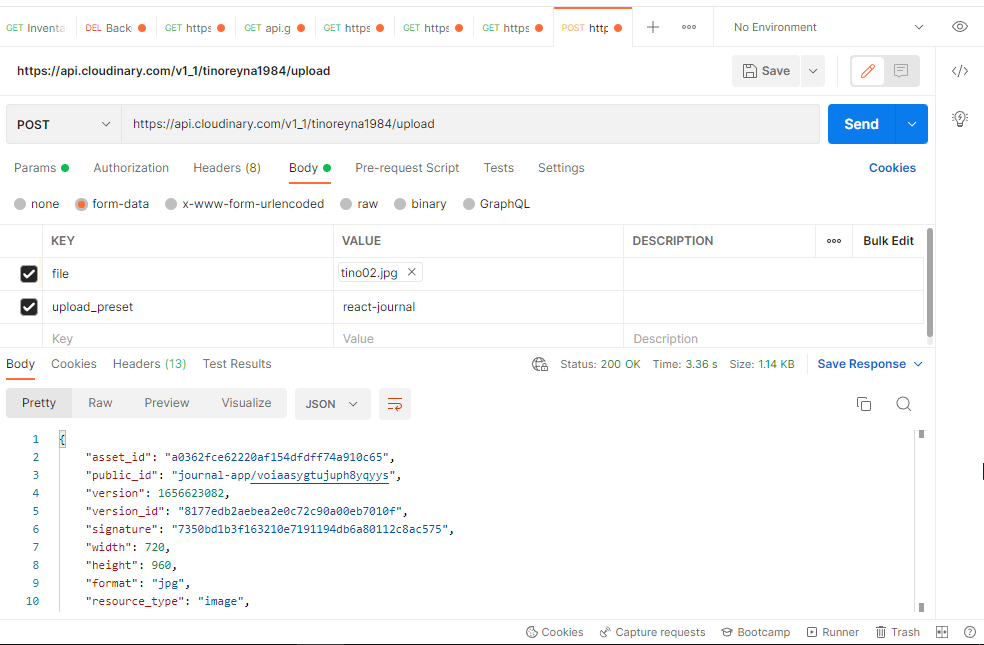 GET Inventa DEL Back GET https GET api.g GET https GET https GET https POST http No Environment
https://api.cloudinary.com/v1_1/tinoreyna1984/upload Save
POST https://api.cloudinary.com/v1_1/tinoreyna1984/upload Send
Params Authorization Headers (8) Body Pre-request Script Tests Settings Cookies
none form-data x-www-form-urlencoded raw binary GraphQL
KEY VALUE DESCRIPTION Bulk Edit
file tino02.jpg
upload_preset react-journal
Key Value Description
Body Cookies Headers (13) Test Results Status: 200 OK Time: 3.36 s Size: 1.14 KB Save Response
Pretty Raw Preview Visualize JSON
1 {
2 "asset_id": "a0362fce62220af154dfdff74a910c65",
3 "public_id": "journal-app/voiaasygtujuph8yqyys",
4 "version": 1656623082,
5 "version_id": "8177edb2aebea2e0c72c90a00eb7010f",
6 "signature": "7350bd1b3f163210e7191194db6a80112c8ac575",
7 "width": 720,
8 "height": 960,
9 "format": "jpg",
10 "resource_type": "image",
Cookies Capture requests Bootcamp Runner Trash